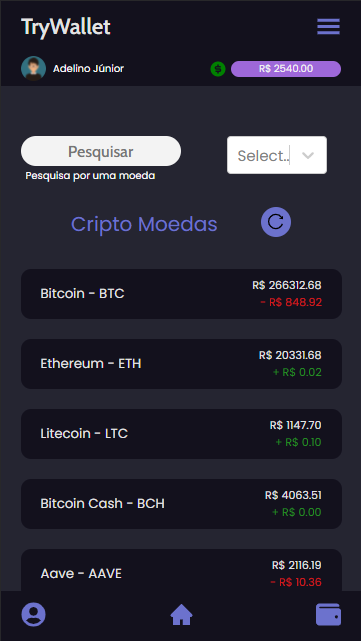 TryWallet
Adelino Júnior
R$ 2540.00
Pesquisar
Select..
Pesquisa por uma moeda
Cripto Moedas
Bitcoin - BTC
R$ 266312.68
- R$ 848.92
Ethereum - ETH
R$ 20331.68
+ R$ 0.02
Litecoin - LTC
R$ 1147.70
+ R$ 0.10
Bitcoin Cash - BCH
R$ 4063.51
+ R$ 0.00
Aave - AAVE
R$ 2116.19
- R$ 10.36